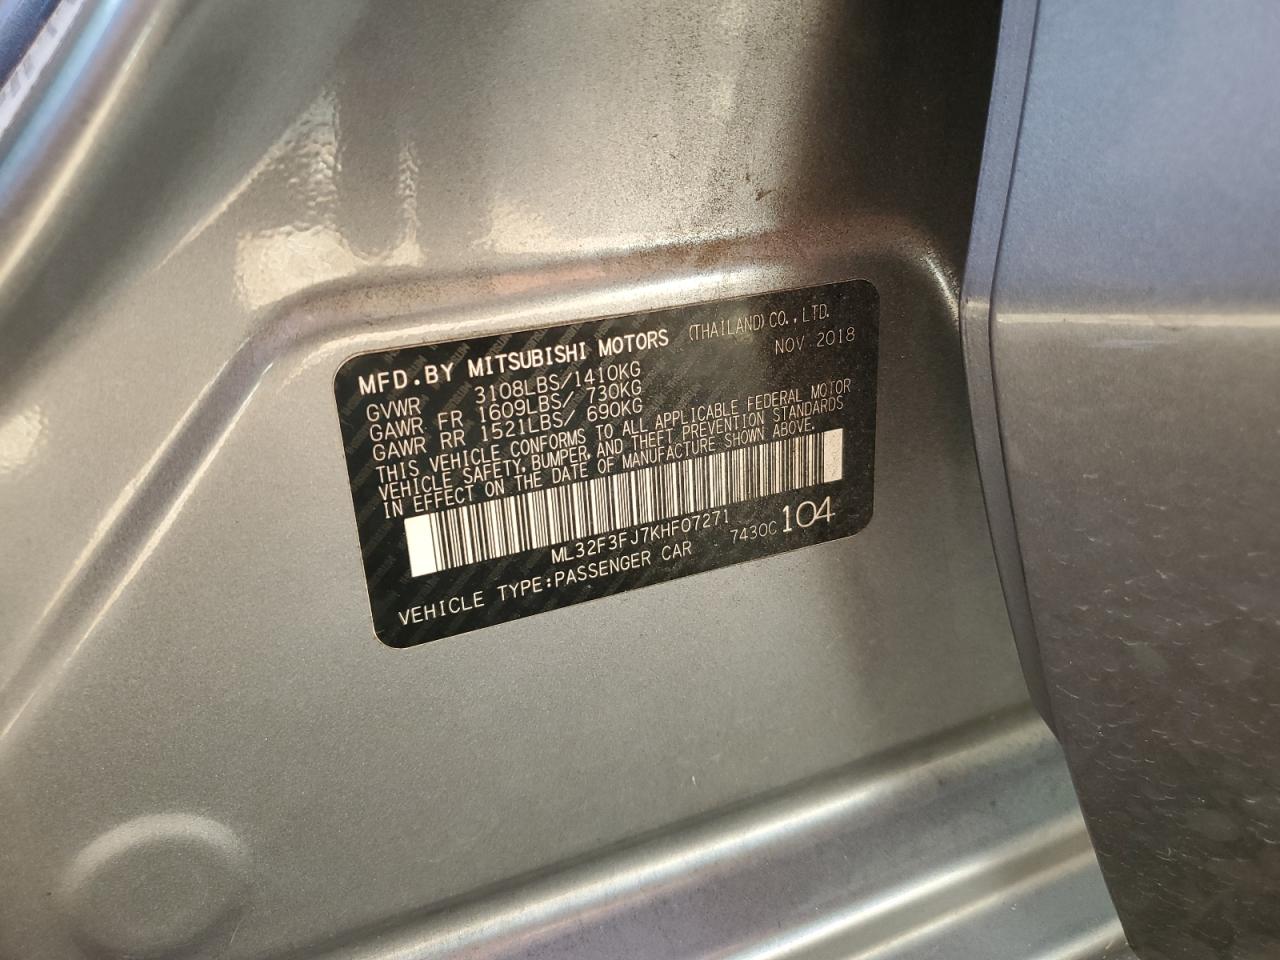 MFD.BY MITSUBISHI MOTORS (THAILAND) CO.,LTD.
NOV 2018
GVWR 3108LBS/1410KG
GAWR FR 1609LBS/ 730KG
GAWR RR 1521LBS/ 690KG
THIS VEHICLE CONFORMS TO ALL APPLICABLE FEDERAL MOTOR
VEHICLE SAFETY, BUMPER, AND THEFT PREVENTION STANDARDS
IN EFFECT ON THE DATE OF MANUFACTURE SHOWN ABOVE.
ML32F3FJ7KHF07271
7430C 104
VEHICLE TYPE:PASSENGER CAR